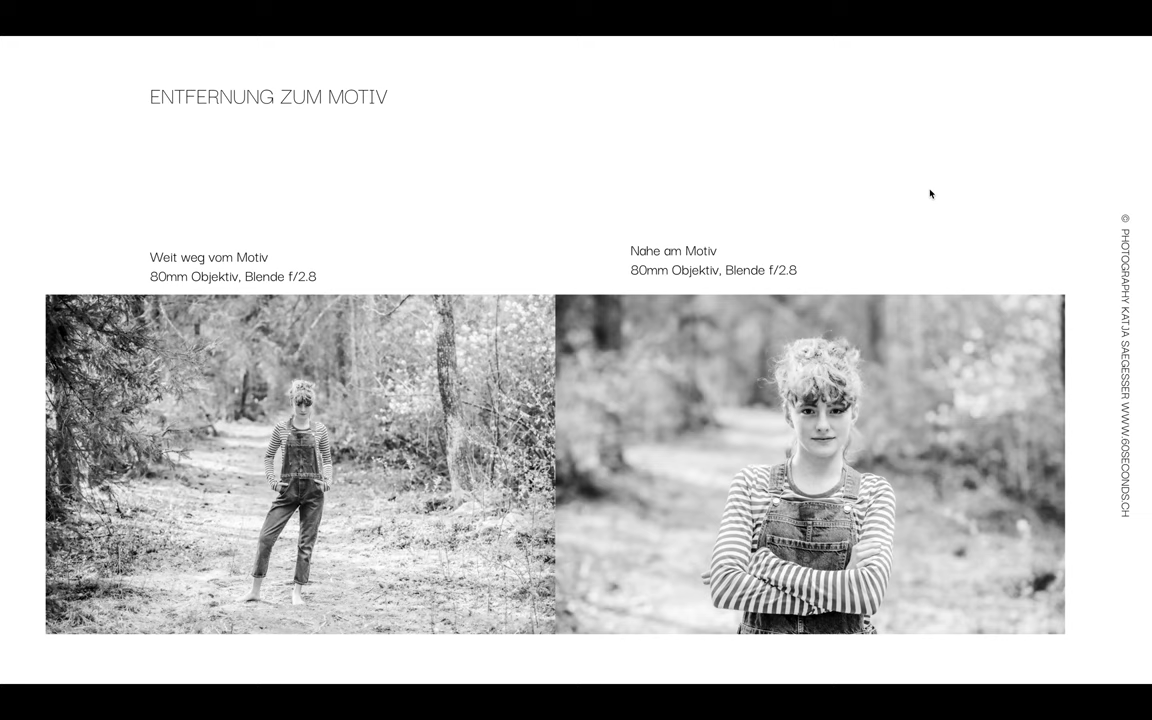 ENTFERNUNG ZUM MOTIV
Weit weg vom Motiv
80mm Objektiv, Blende f/2.8
Nahe am Motiv
80mm Objektiv, Blende f/2.8
© PHOTOGRAPHY KATJA SAEGESSER WWW.60SECONDS.CH